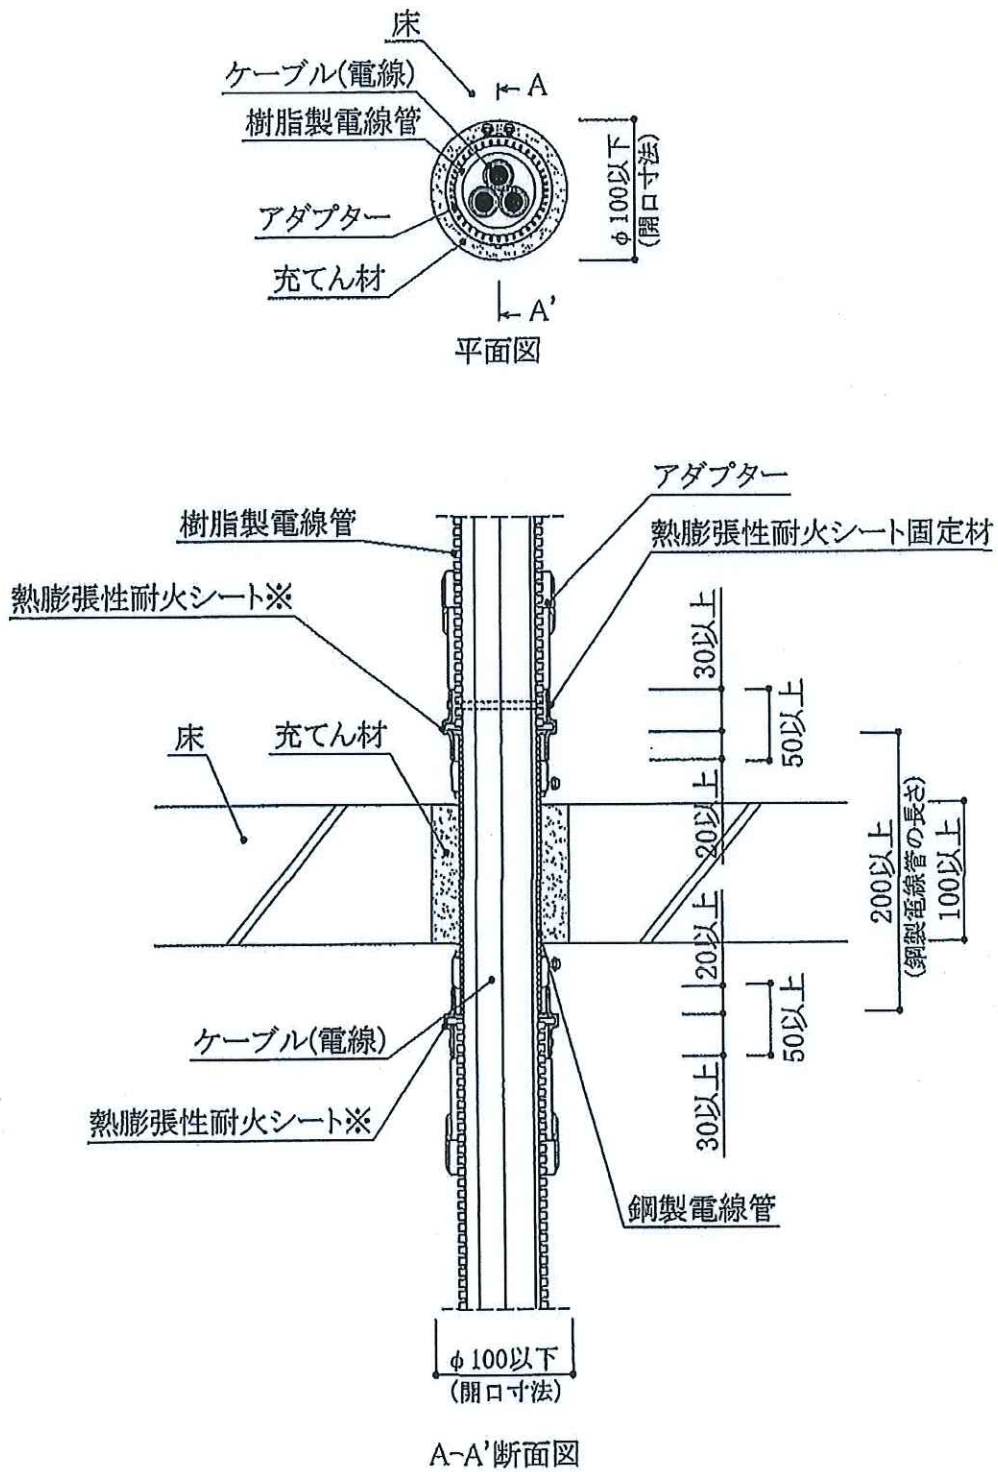 床
ケーブル(電線)
A
樹脂製電線管
アダプター
充てん材
φ100以下
(開口寸法)
A'
平面図
アダプター
樹脂製電線管
熱膨張性耐火シート固定材
熱膨張性耐火シート※
30以上
50以上
床
充てん材
20以上
20以上
200以上
(鋼製電線管の長さ)
100以上
ケーブル(電線)
50以上
30以上
熱膨張性耐火シート※
鋼製電線管
φ100以下
(開口寸法)
A-A'断面図